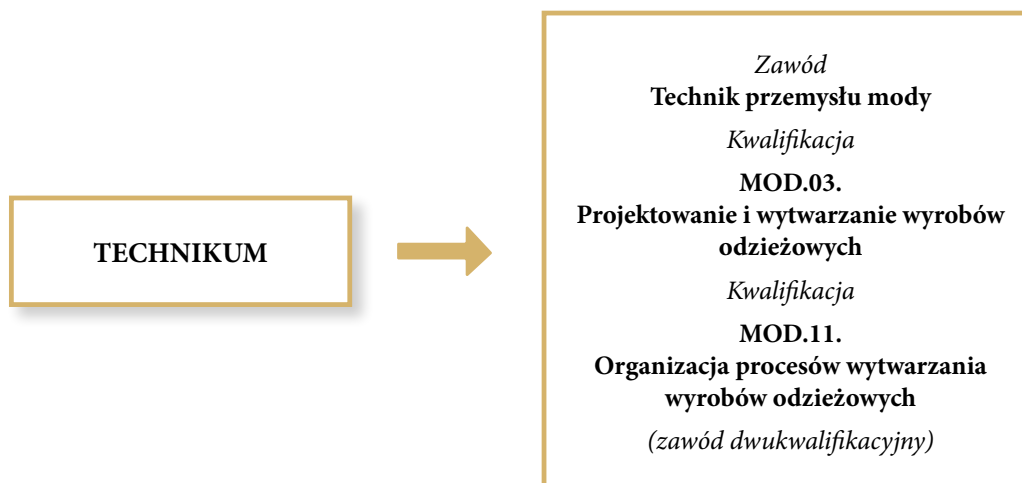 TECHNIKUM
Zawód
Technik przemysłu mody
Kwalifikacja
MOD.03.
Projektowanie i wytwarzanie wyrobów
odzieżowych
Kwalifikacja
MOD.11.
Organizacja procesów wytwarzania
wyrobów odzieżowych
(zawód dwukwalifikacyjny)